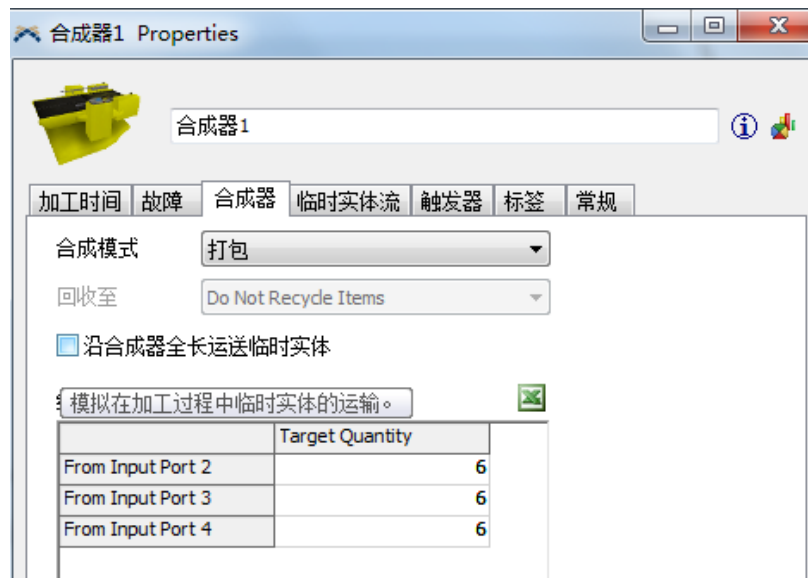 合成器1 Properties
合成器1
加工时间 故障 合成器 临时实体流 触发器 标签 常规
合成模式 打包
回收至 Do Not Recycle Items
沿合成器全长运送临时实体
模拟在加工过程中临时实体的运输。
Target Quantity
From Input Port 2 6
From Input Port 3 6
From Input Port 4 6